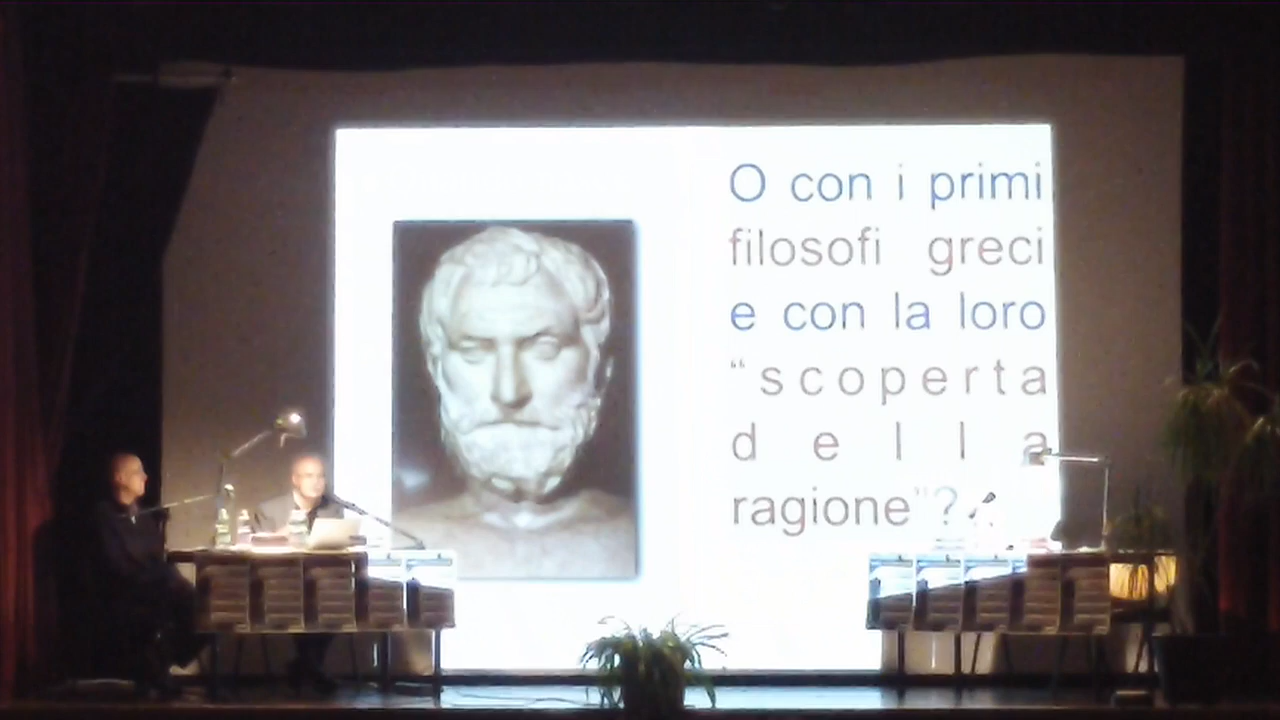 O con i primi
filosofi greci
e con la loro
“scoperta
della
ragione”?